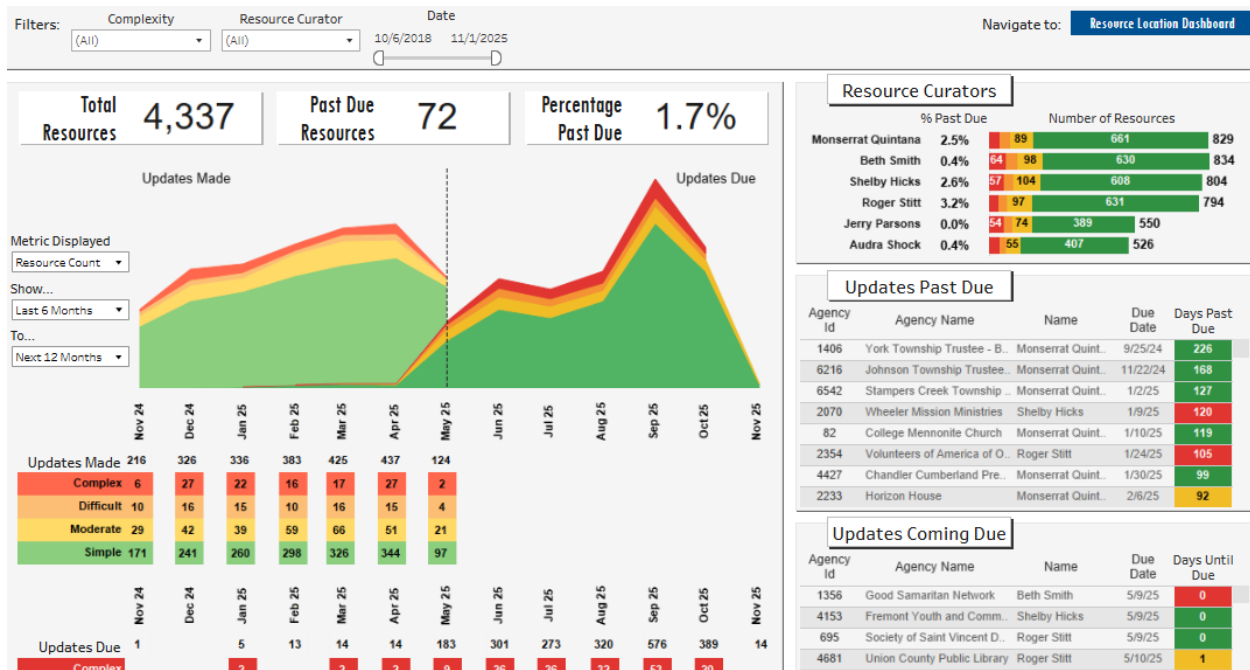 Filters:
Complexity
(All)
Resource Curator
(All)
Date
10/6/2018 11/1/2025
Navigate to:
Resource Location Dashboard
Total Resources 4,337
Past Due Resources 72
Percentage Past Due 1.7%
Updates Made
Updates Due
Metric Displayed
Resource Count
Show...
Last 6 Months
To...
Next 12 Months
Nov 24 Dec 24 Jan 25 Feb 25 Mar 25 Apr 25 May 25 Jun 25 Jul 25 Aug 25 Sep 25 Oct 25 Nov 25
Updates Made 216 326 336 383 425 437 124
Complex 6 27 22 16 17 27 2
Difficult 10 16 15 10 16 15 4
Moderate 29 42 39 59 66 51 21
Simple 171 241 260 298 326 344 97
Nov 24 Dec 24 Jan 25 Feb 25 Mar 25 Apr 25 May 25 Jun 25 Jul 25 Aug 25 Sep 25 Oct 25 Nov 25
Updates Due 1 5 13 14 14 183 301 273 320 576 389 14
Complex
Resource Curators
% Past Due Number of Resources
Monserrat Quintana 2.5% 89 661 829
Beth Smith 0.4% 64 98 630 834
Shelby Hicks 2.6% 57 104 608 804
Roger Stitt 3.2% 97 631 794
Jerry Parsons 0.0% 54 74 389 550
Audra Shock 0.4% 55 407 526
Updates Past Due
Agency Id Agency Name Name Due Date Days Past Due
1406 York Township Trustee - B.. Monserrat Quint.. 9/25/24 226
6216 Johnson Township Trustee.. Monserrat Quint.. 11/22/24 168
6542 Stampers Creek Township .. Monserrat Quint.. 1/2/25 127
2070 Wheeler Mission Ministries Shelby Hicks 1/9/25 120
82 College Mennonite Church Monserrat Quint.. 1/10/25 119
2354 Volunteers of America of O.. Roger Stitt 1/24/25 105
4427 Chandler Cumberland Pre.. Monserrat Quint.. 1/30/25 99
2233 Horizon House Monserrat Quint.. 2/6/25 92
Updates Coming Due
Agency Id Agency Name Name Due Date Days Until Due
1356 Good Samaritan Network Beth Smith 5/9/25 0
4153 Fremont Youth and Comm.. Shelby Hicks 5/9/25 0
695 Society of Saint Vincent D.. Roger Stitt 5/9/25 0
4681 Union County Public Library Roger Stitt 5/10/25 1